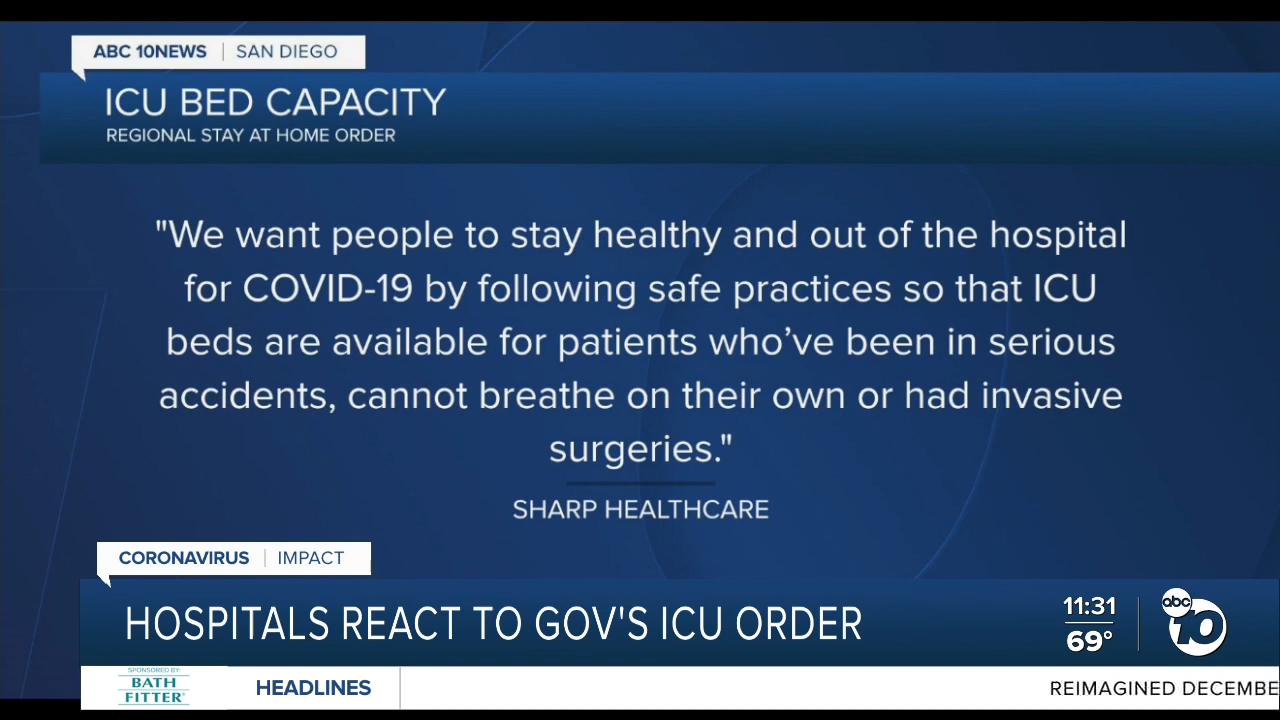 ABC 10NEWS | SAN DIEGO
ICU BED CAPACITY
REGIONAL STAY AT HOME ORDER
"We want people to stay healthy and out of the hospital
for COVID-19 by following safe practices so that ICU
beds are available for patients who’ve been in serious
accidents, cannot breathe on their own or had invasive
surgeries."
SHARP HEALTHCARE
CORONAVIRUS | IMPACT
HOSPITALS REACT TO GOV'S ICU ORDER
11:31
69°
abc
10
SPONSORED BY:
BATH
FITTER®
HEADLINES
REIMAGINED DECEMBE